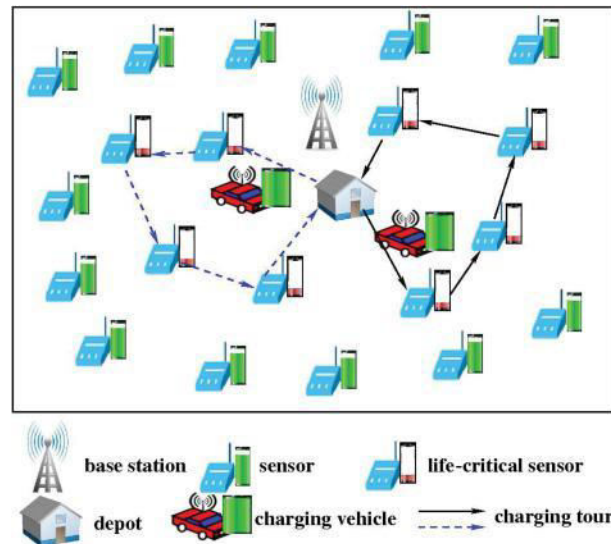 base station
sensor
life-critical sensor
depot
charging vehicle
charging tour